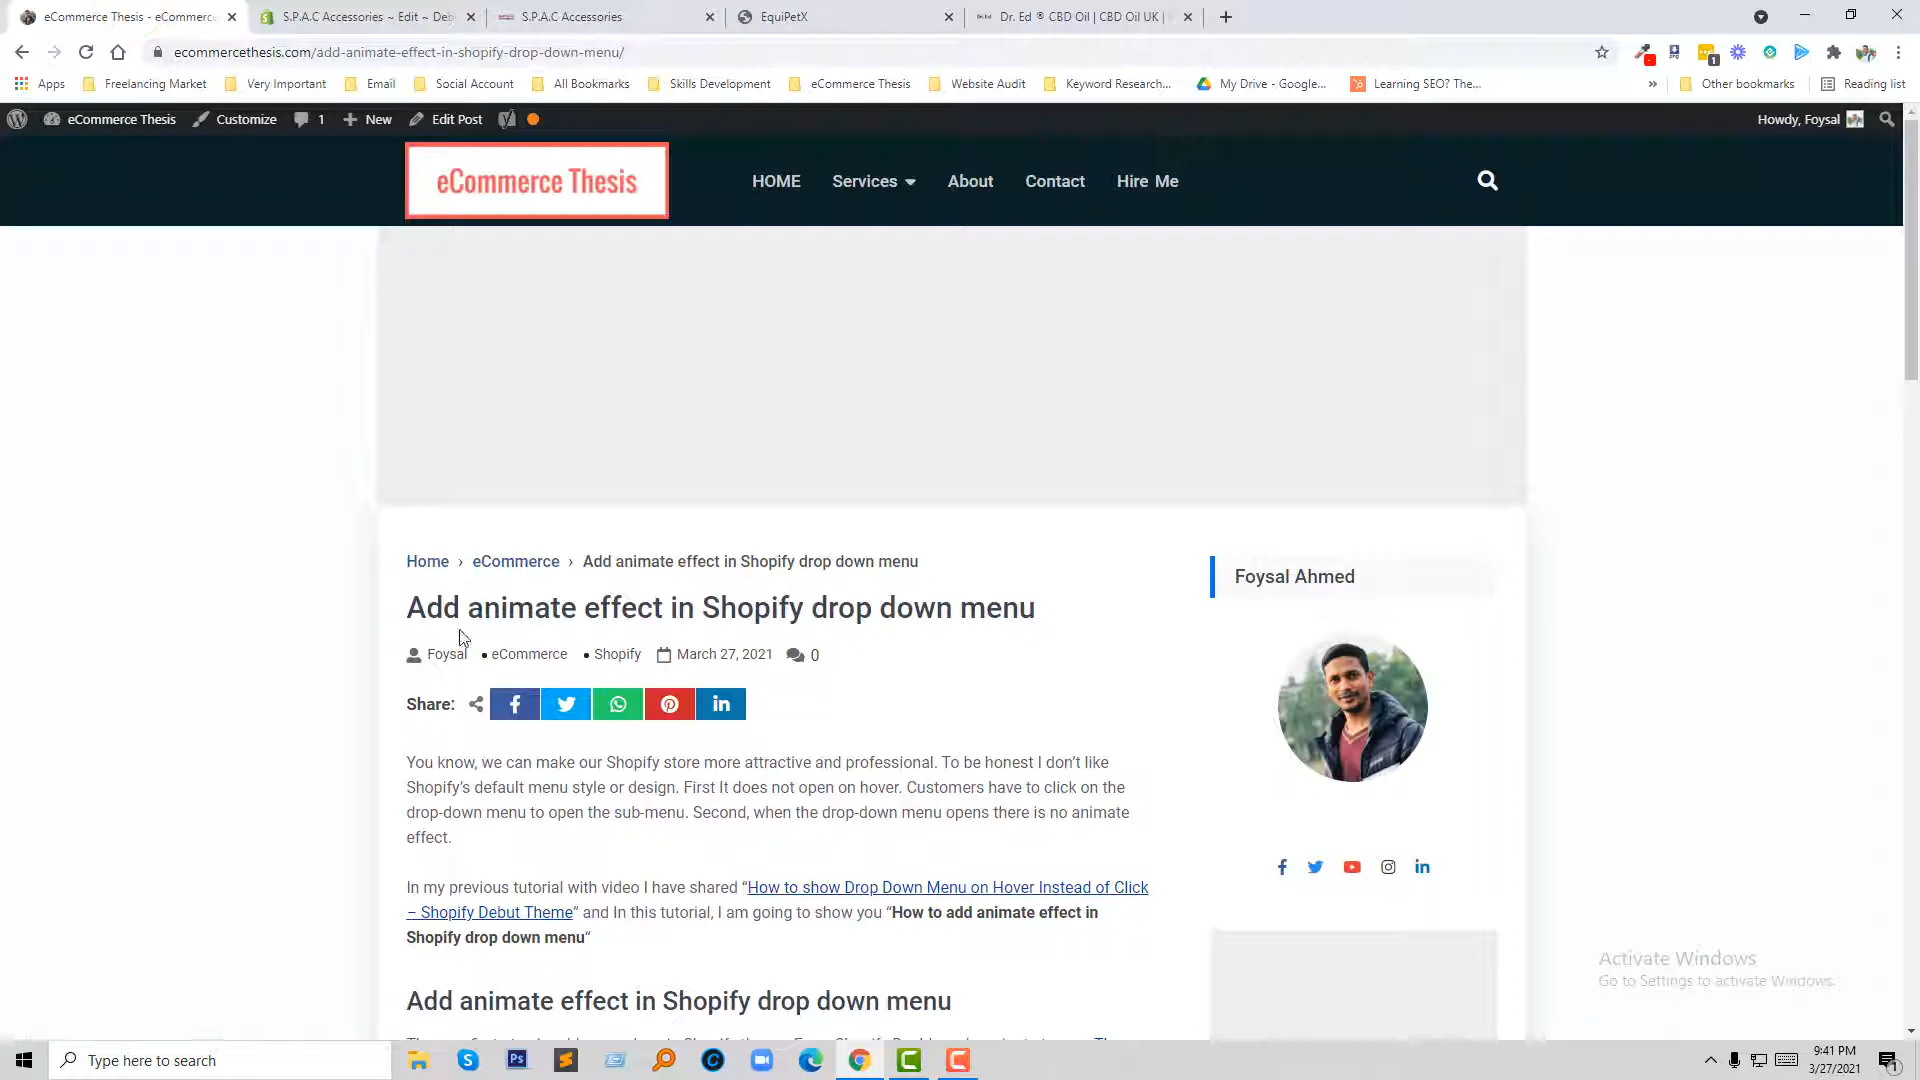 eCommerce Thesis - eCommerce
S.P.A.C Accessories ~ Edit ~ Deb
S.P.A.C Accessories
EquiPetX
Dr. Ed ® CBD Oil | CBD Oil UK |
ecommercethesis.com/add-animate-effect-in-shopify-drop-down-menu/
Apps
Freelancing Market
Very Important
Email
Social Account
All Bookmarks
Skills Development
eCommerce Thesis
Website Audit
Keyword Research...
My Drive - Google...
Learning SEO? The...
»
Other bookmarks
Reading list
eCommerce Thesis
Customize
1
New
Edit Post
Howdy, Foysal
eCommerce Thesis
HOME
Services
About
Contact
Hire Me
Home › eCommerce › Add animate effect in Shopify drop down menu
Add animate effect in Shopify drop down menu
Foysal • eCommerce • Shopify March 27, 2021 0
Share:
You know, we can make our Shopify store more attractive and professional. To be honest I don’t like
Shopify’s default menu style or design. First It does not open on hover. Customers have to click on the
drop-down menu to open the sub-menu. Second, when the drop-down menu opens there is no animate
effect.
In my previous tutorial with video I have shared “How to show Drop Down Menu on Hover Instead of Click
– Shopify Debut Theme” and In this tutorial, I am going to show you “How to add animate effect in
Shopify drop down menu“
Add animate effect in Shopify drop down menu
Foysal Ahmed
Activate Windows
Go to Settings to activate Windows.
Type here to search
9:41 PM
3/27/2021
1